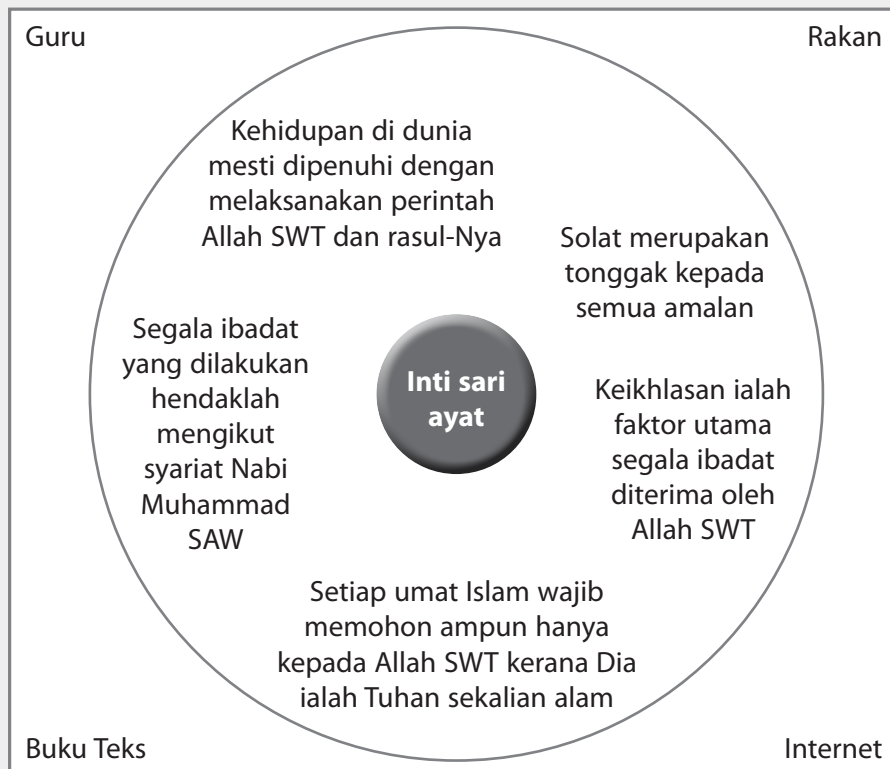 Guru
Rakan
Kehidupan di dunia
mesti dipenuhi dengan
melaksanakan perintah
Allah SWT dan rasul-Nya
Solat merupakan
tonggak kepada
semua amalan
Segala ibadat
yang dilakukan
hendaklah
mengikut
syariat Nabi
Muhammad
SAW
Inti sari
ayat
Keikhlasan ialah
faktor utama
segala ibadat
diterima oleh
Allah SWT
Setiap umat Islam wajib
memohon ampun hanya
kepada Allah SWT kerana Dia
ialah Tuhan sekalian alam
Buku Teks
Internet